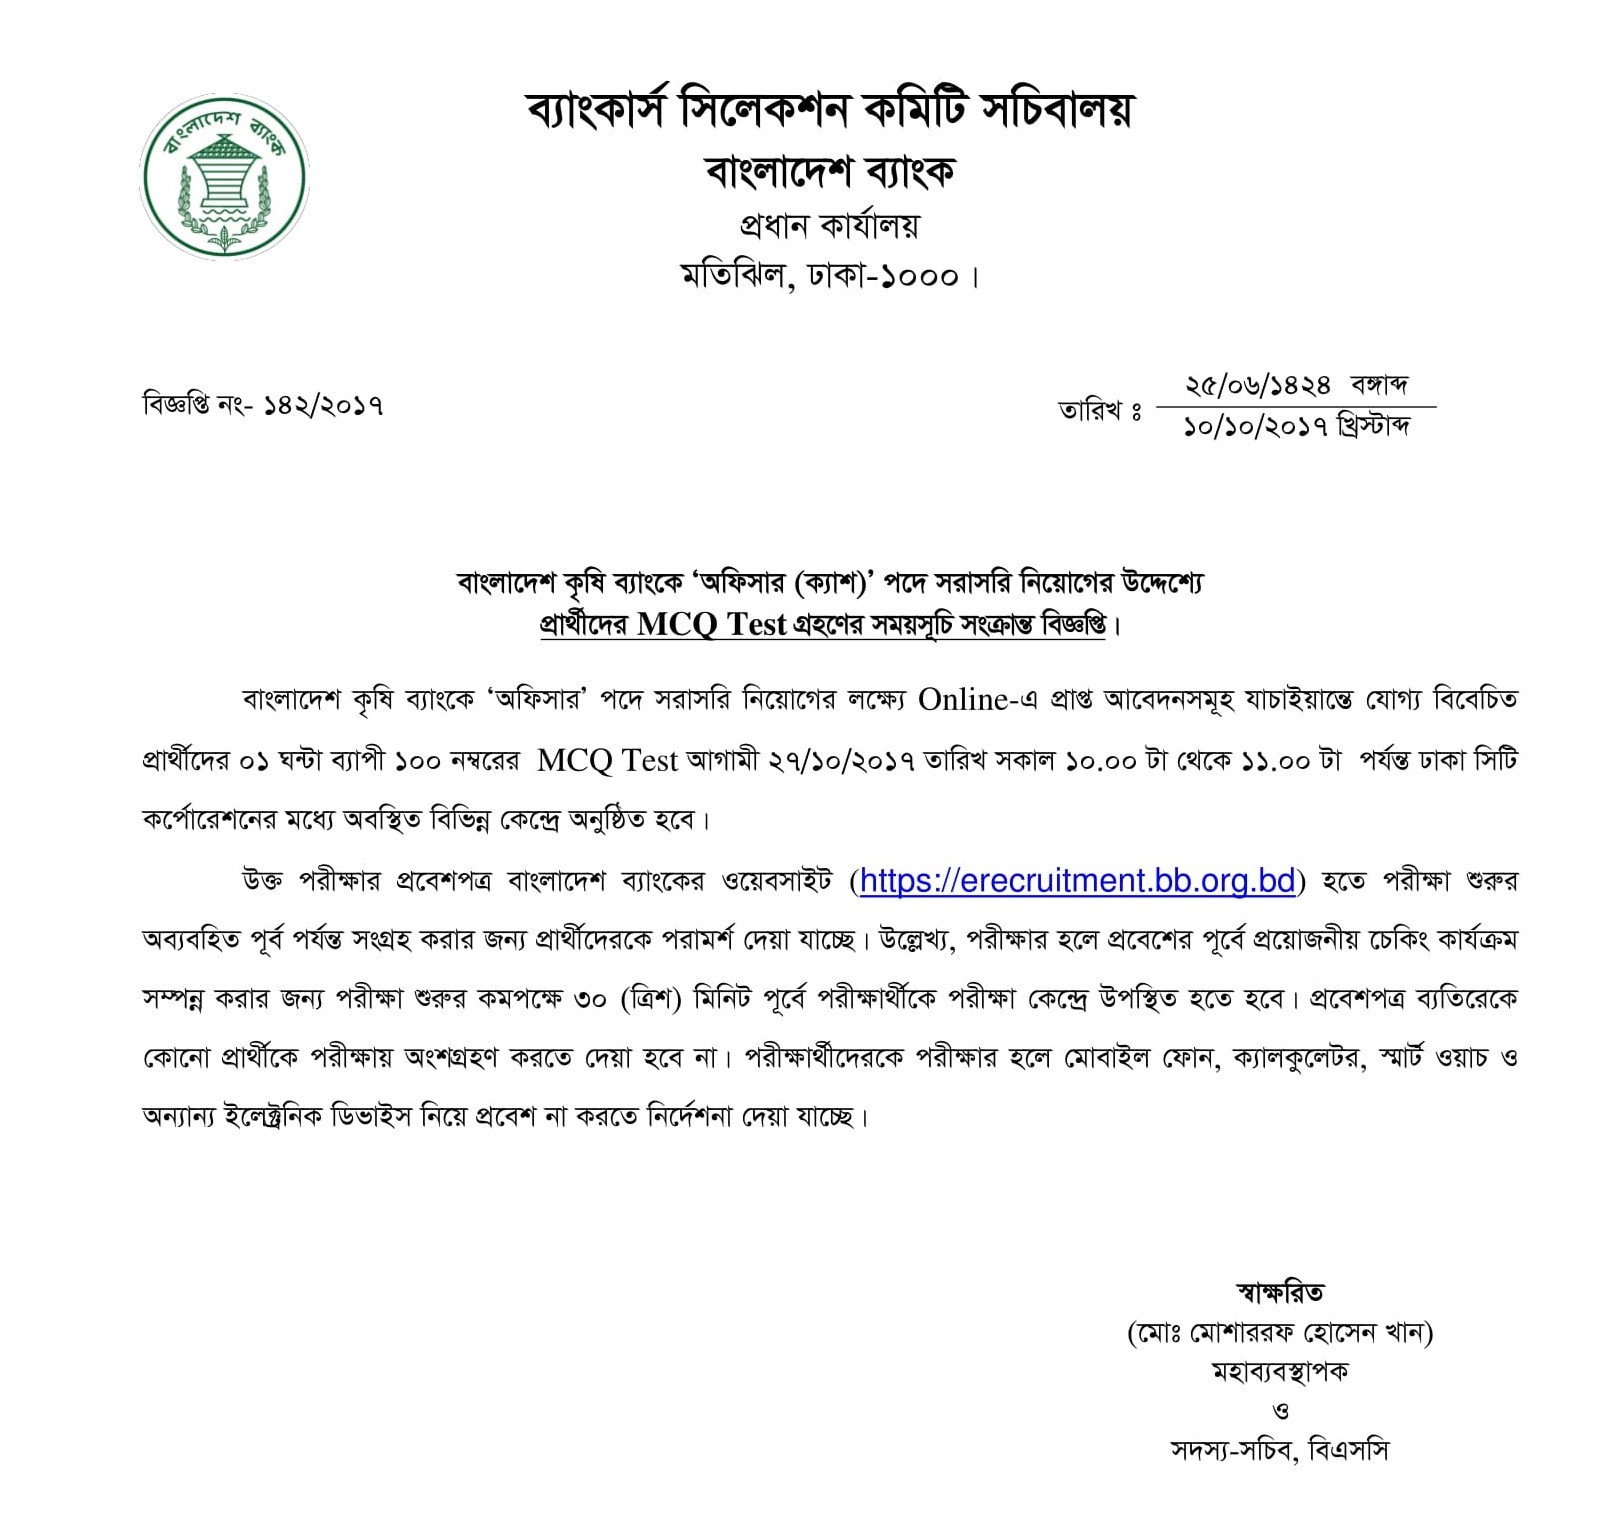 বাংলাদেশ ব্যাংক
ব্যাংকার্স সিলেকশন কমিটি সচিবালয়
বাংলাদেশ ব্যাংক
প্রধান কার্যালয়
মতিঝিল, ঢাকা-১০০০।
বিজ্ঞপ্তি নং- ১৪২/২০১৭
তারিখ ঃ ২৫/০৬/১৪২৪ বঙ্গাব্দ
১০/১০/২০১৭ খ্রিস্টাব্দ
বাংলাদেশ কৃষি ব্যাংকে ‘অফিসার (ক্যাশ)’ পদে সরাসরি নিয়োগের উদ্দেশ্যে
প্রার্থীদের MCQ Test গ্রহণের সময়সূচি সংক্রান্ত বিজ্ঞপ্তি।
বাংলাদেশ কৃষি ব্যাংকে ‘অফিসার’ পদে সরাসরি নিয়োগের লক্ষ্যে Online-এ প্রাপ্ত আবেদনসমূহ যাচাইয়ান্তে যোগ্য বিবেচিত
প্রার্থীদের ০১ ঘন্টা ব্যাপী ১০০ নম্বরের MCQ Test আগামী ২৭/১০/২০১৭ তারিখ সকাল ১০.০০ টা থেকে ১১.০০ টা পর্যন্ত ঢাকা সিটি
কর্পোরেশনের মধ্যে অবস্থিত বিভিন্ন কেন্দ্রে অনুষ্ঠিত হবে।
উক্ত পরীক্ষার প্রবেশপত্র বাংলাদেশ ব্যাংকের ওয়েবসাইট (https://erecruitment.bb.org.bd) হতে পরীক্ষা শুরুর
অব্যবহিত পূর্ব পর্যন্ত সংগ্রহ করার জন্য প্রার্থীদেরকে পরামর্শ দেয়া যাচ্ছে। উল্লেখ্য, পরীক্ষার হলে প্রবেশের পূর্বে প্রয়োজনীয় চেকিং কার্যক্রম
সম্পন্ন করার জন্য পরীক্ষা শুরুর কমপক্ষে ৩০ (ত্রিশ) মিনিট পূর্বে পরীক্ষার্থীকে পরীক্ষা কেন্দ্রে উপস্থিত হতে হবে। প্রবেশপত্র ব্যতিরেকে
কোনো প্রার্থীকে পরীক্ষায় অংশগ্রহণ করতে দেয়া হবে না। পরীক্ষার্থীদেরকে পরীক্ষার হলে মোবাইল ফোন, ক্যালকুলেটর, স্মার্ট ওয়াচ ও
অন্যান্য ইলেক্ট্রনিক ডিভাইস নিয়ে প্রবেশ না করতে নির্দেশনা দেয়া যাচ্ছে।
স্বাক্ষরিত
(মোঃ মোশাররফ হোসেন খান)
মহাব্যবস্থাপক
ও
সদস্য-সচিব, বিএসসি